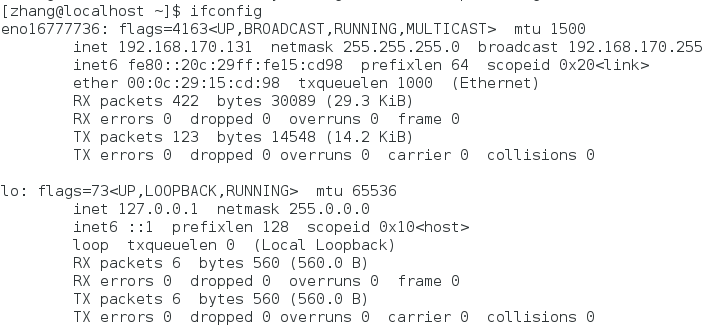 [zhang@localhost ~]$ ifconfig
eno16777736: flags=4163<UP,BROADCAST,RUNNING,MULTICAST>  mtu 1500
        inet 192.168.170.131  netmask 255.255.255.0  broadcast 192.168.170.255
        inet6 fe80::20c:29ff:fe15:cd98  prefixlen 64  scopeid 0x20<link>
        ether 00:0c:29:15:cd:98  txqueuelen 1000  (Ethernet)
        RX packets 422  bytes 30089 (29.3 KiB)
        RX errors 0  dropped 0  overruns 0  frame 0
        TX packets 123  bytes 14548 (14.2 KiB)
        TX errors 0  dropped 0 overruns 0  carrier 0  collisions 0

lo: flags=73<UP,LOOPBACK,RUNNING>  mtu 65536
        inet 127.0.0.1  netmask 255.0.0.0
        inet6 ::1  prefixlen 128  scopeid 0x10<host>
        loop  txqueuelen 0  (Local Loopback)
        RX packets 6  bytes 560 (560.0 B)
        RX errors 0  dropped 0  overruns 0  frame 0
        TX packets 6  bytes 560 (560.0 B)
        TX errors 0  dropped 0 overruns 0  carrier 0  collisions 0